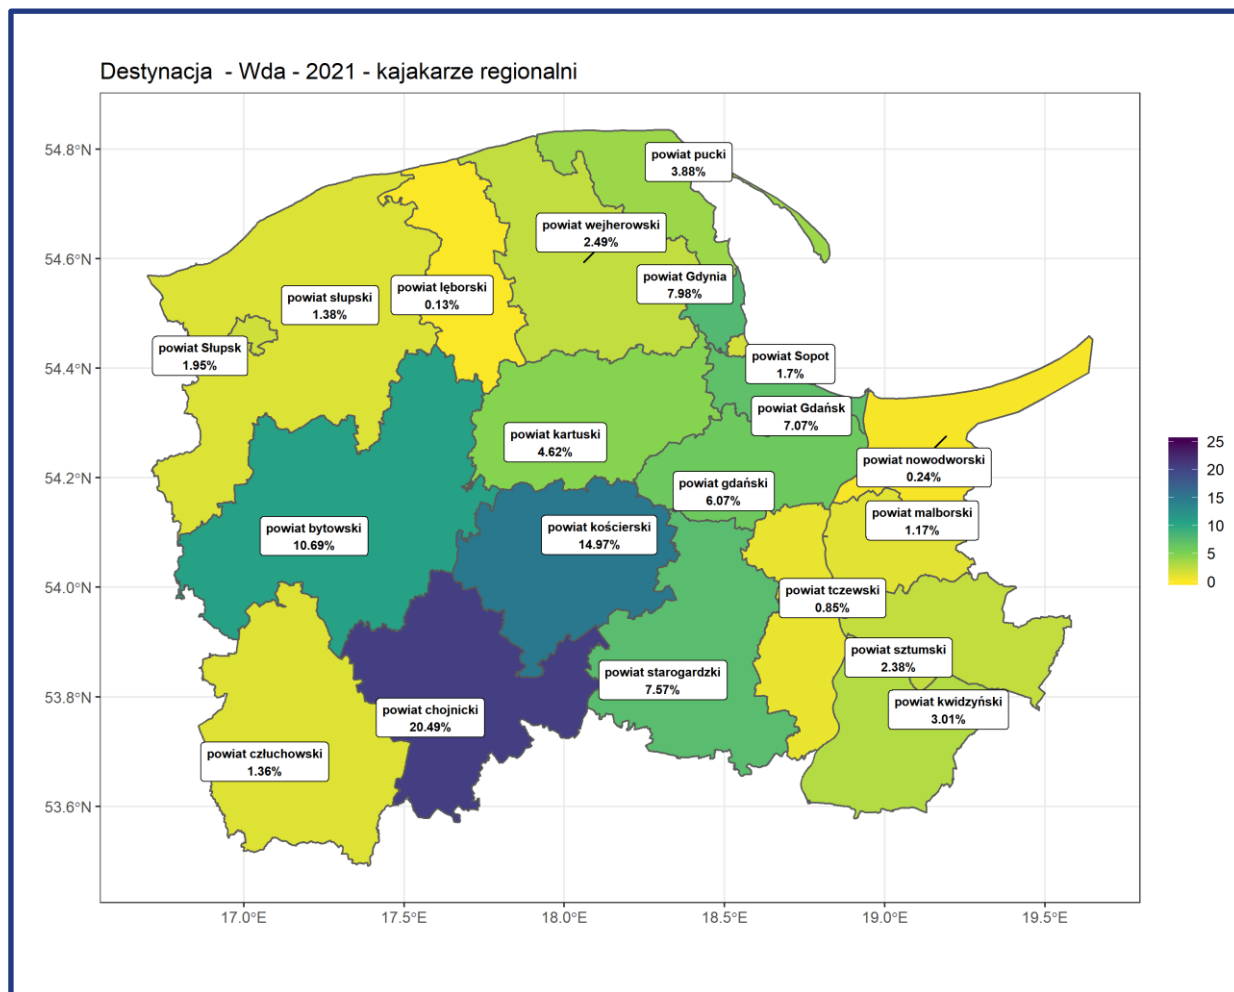 Destynacja - Wda - 2021 - kajakarze regionalni
54.8°N
54.6°N
54.4°N
54.2°N
54.0°N
53.8°N
53.6°N
powiat pucki
3.88%
powiat wejherowski
2.49%
powiat Gdynia
7.98%
powiat lęborski
0.13%
powiat słupski
1.38%
powiat Słupsk
1.95%
powiat Sopot
1.7%
powiat Gdańsk
7.07%
powiat kartuski
4.62%
powiat nowodworski
0.24%
powiat gdański
6.07%
powiat malborski
1.17%
powiat bytowski
10.69%
powiat kościerski
14.97%
powiat tczewski
0.85%
powiat sztumski
2.38%
powiat starogardzki
7.57%
powiat kwidzyński
3.01%
powiat chojnicki
20.49%
powiat człuchowski
1.36%
17.0°E
17.5°E
18.0°E
18.5°E
19.0°E
19.5°E
25
20
15
10
5
0